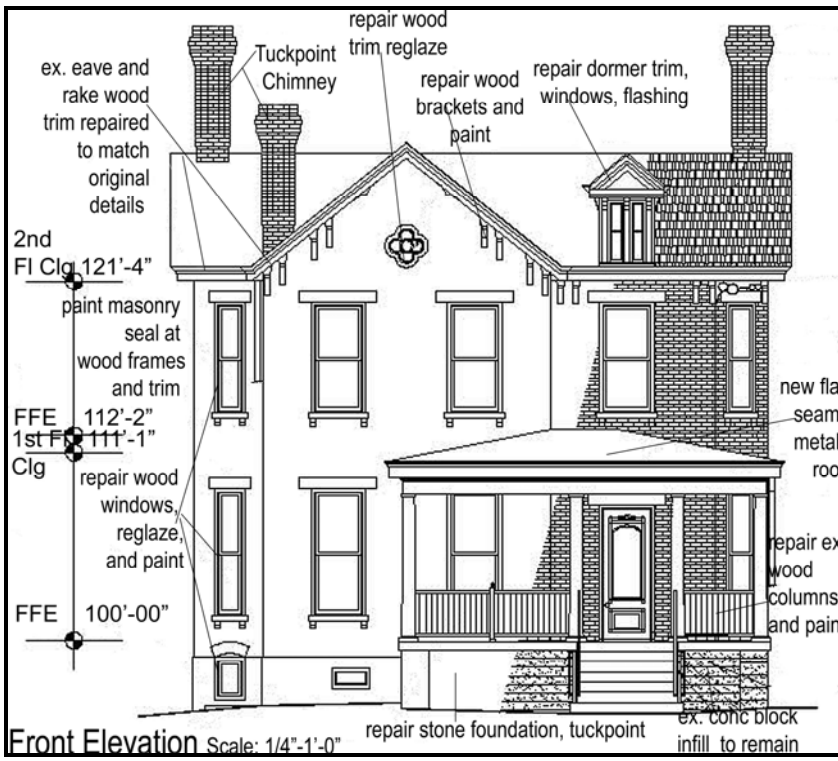 repair wood
trim reglaze
Tuckpoint
Chimney
ex. eave and
rake wood
trim repaired
to match
original
details
repair wood
brackets and
paint
repair dormer trim,
windows, flashing
2nd
Fl Clg 121'-4"
paint masonry
seal at
wood frames
and trim
FFE 112'-2"
1st Fl 111'-1"
Clg
new fla
seam
metal
roo
repair wood
windows,
reglaze,
and paint
repair ex
wood
columns
and pain
FFE 100'-00"
repair stone foundation, tuckpoint
ex. conc block
infill to remain
Front Elevation Scale: 1/4"-1'-0"